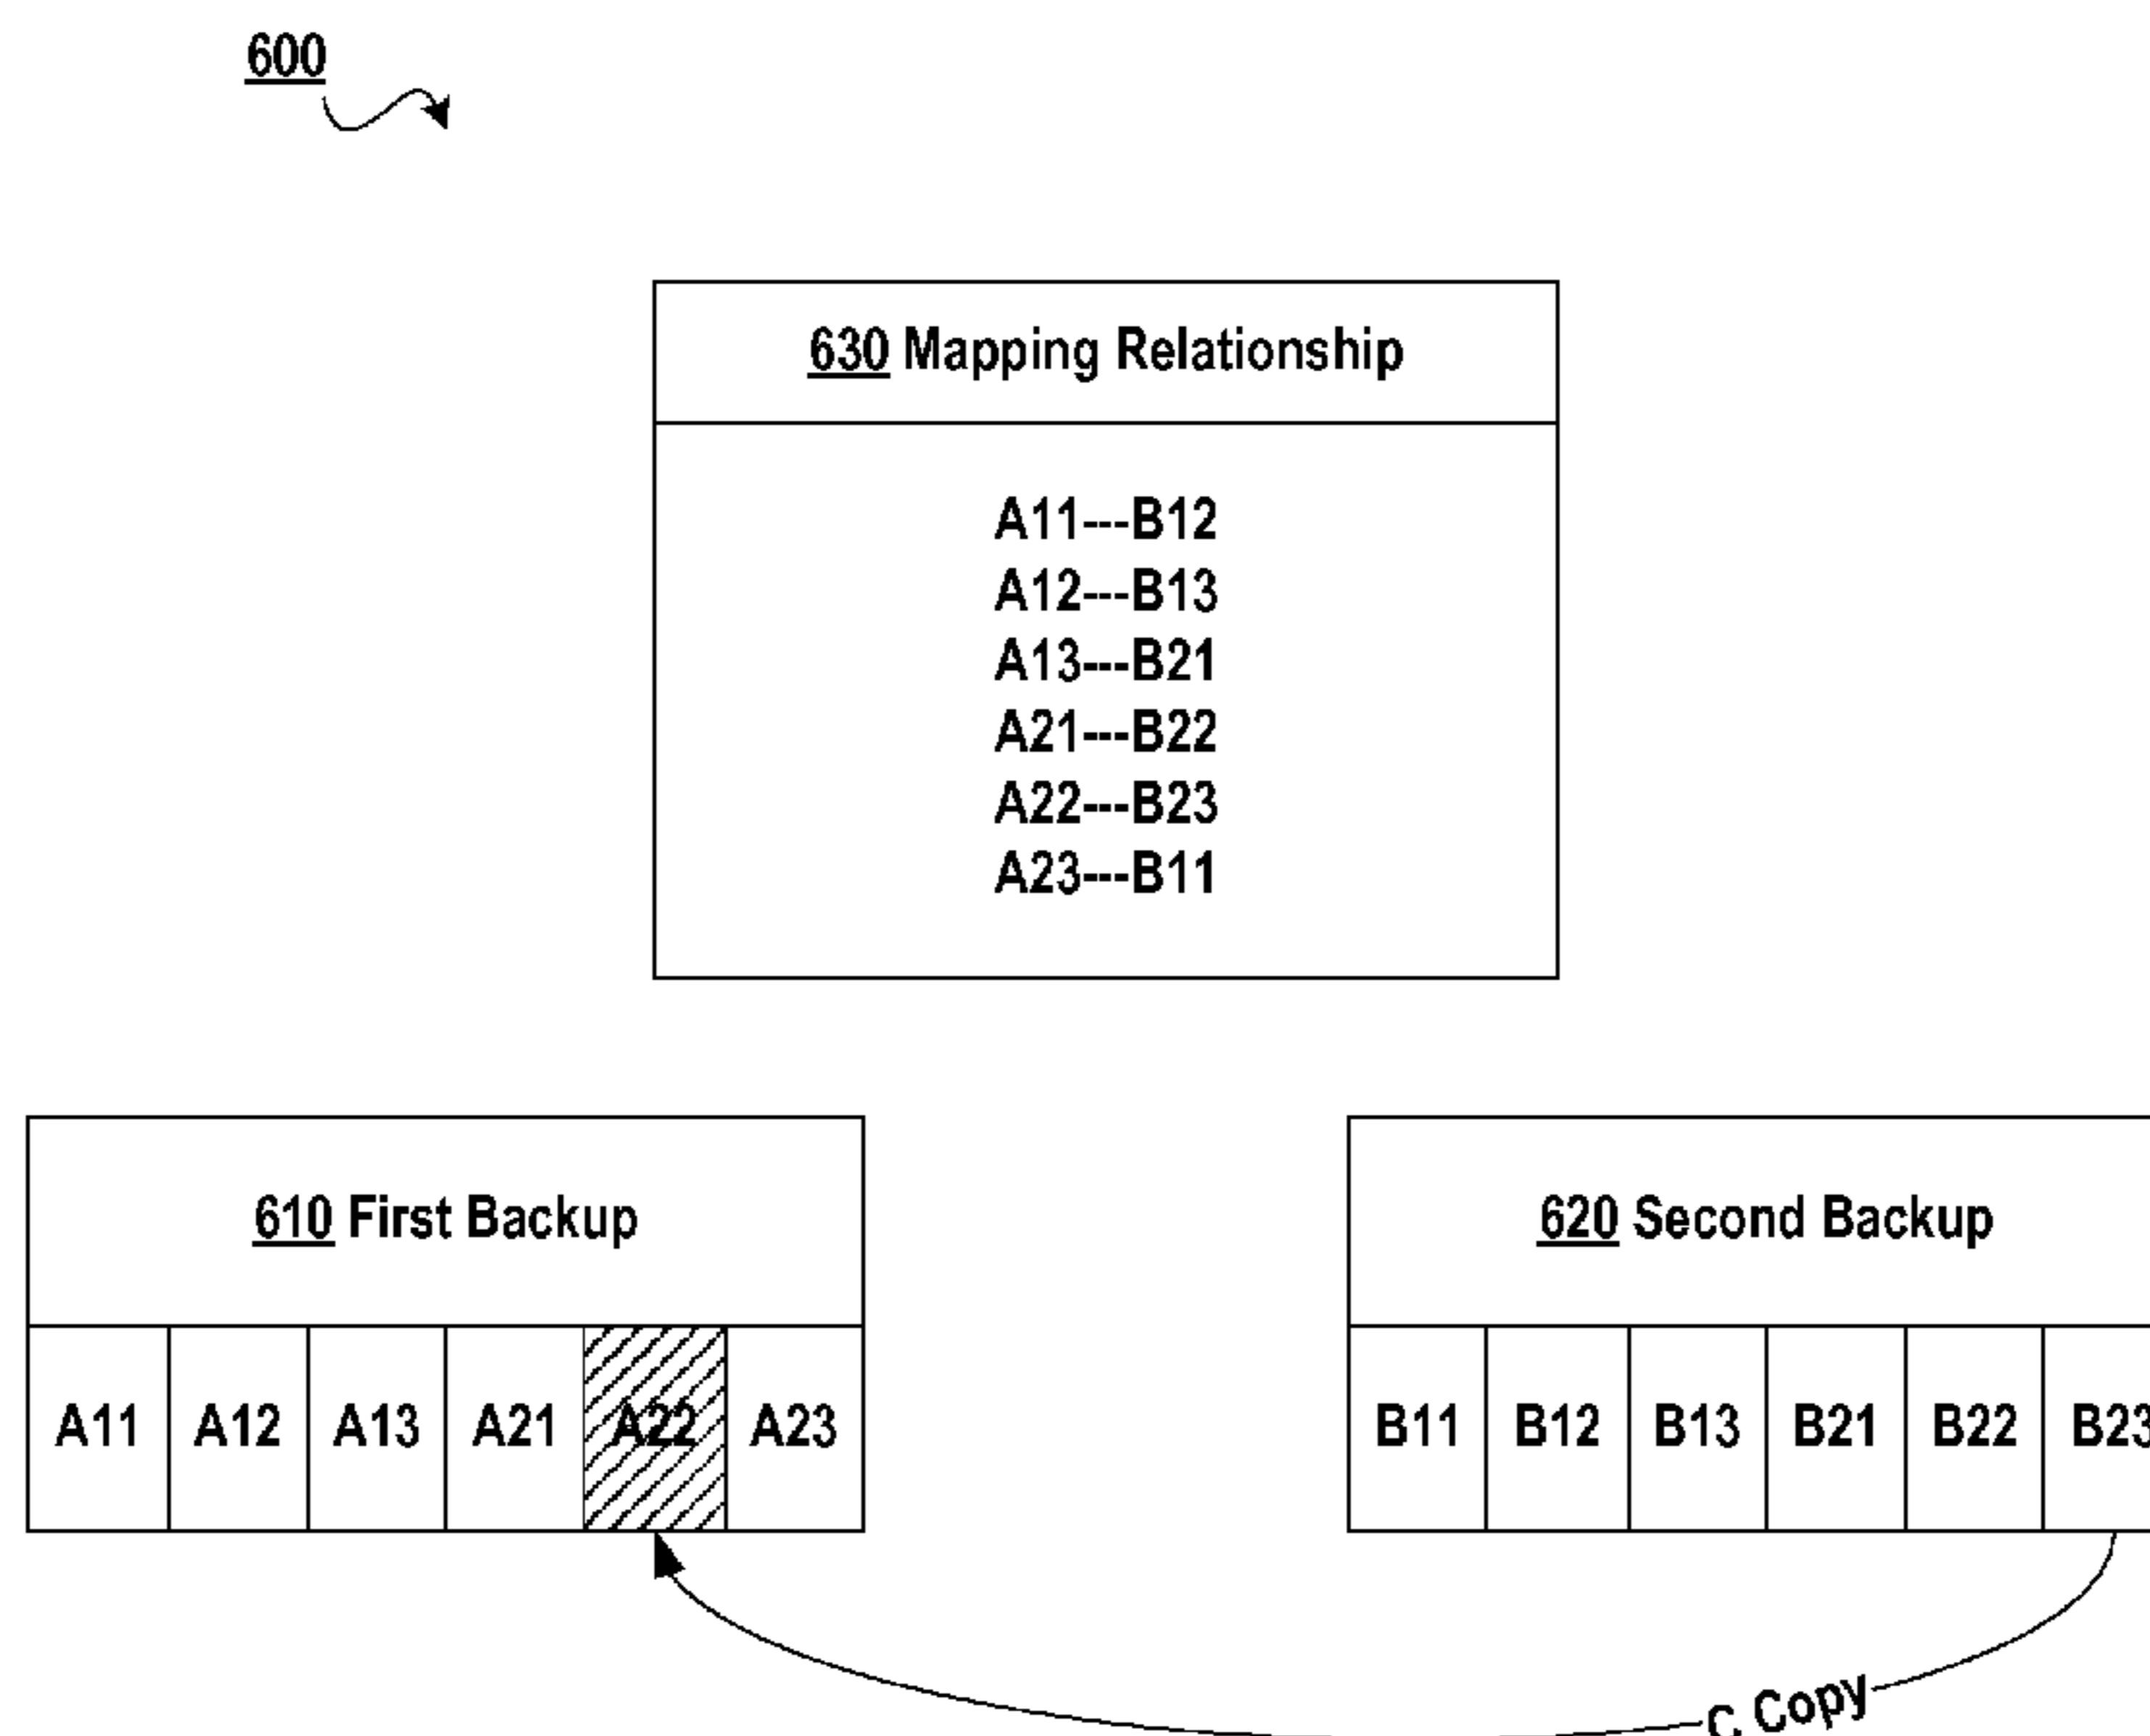 600
630 Mapping Relationship
A11---B12
A12---B13
A13---B21
A21---B22
A22---B23
A23---B11
610 First Backup
A11 A12 A13 A21 A22 A23
620 Second Backup
B11 B12 B13 B21 B22 B23
C Copy